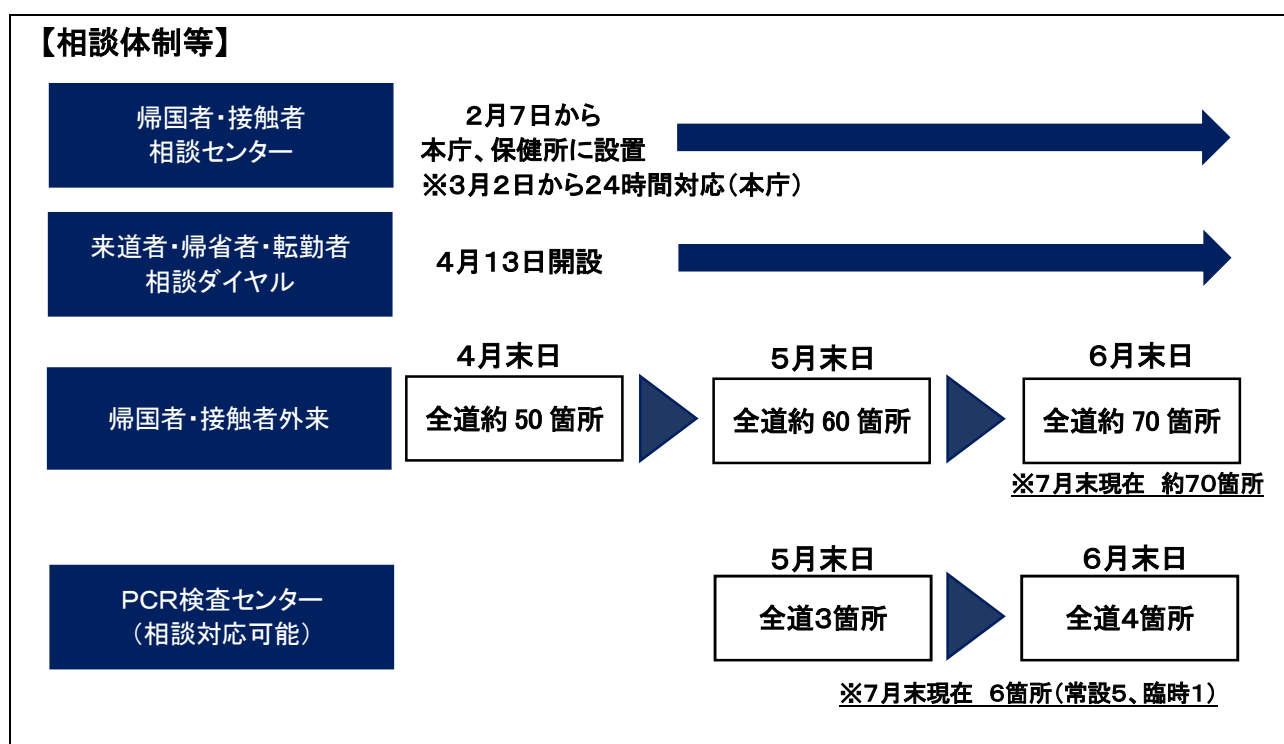 【相談体制等】
帰国者・接触者
相談センター
２月７日から
本庁、保健所に設置
※３月２日から２４時間対応（本庁）
来道者・帰省者・転勤者
相談ダイヤル
４月１３日開設
４月末日
５月末日
６月末日
帰国者・接触者外来
全道約 50 箇所
全道約 60 箇所
全道約 70 箇所
※７月末現在　約７０箇所
５月末日
６月末日
ＰＣＲ検査センター
（相談対応可能）
全道３箇所
全道４箇所
※７月末現在　６箇所（常設５、臨時１）